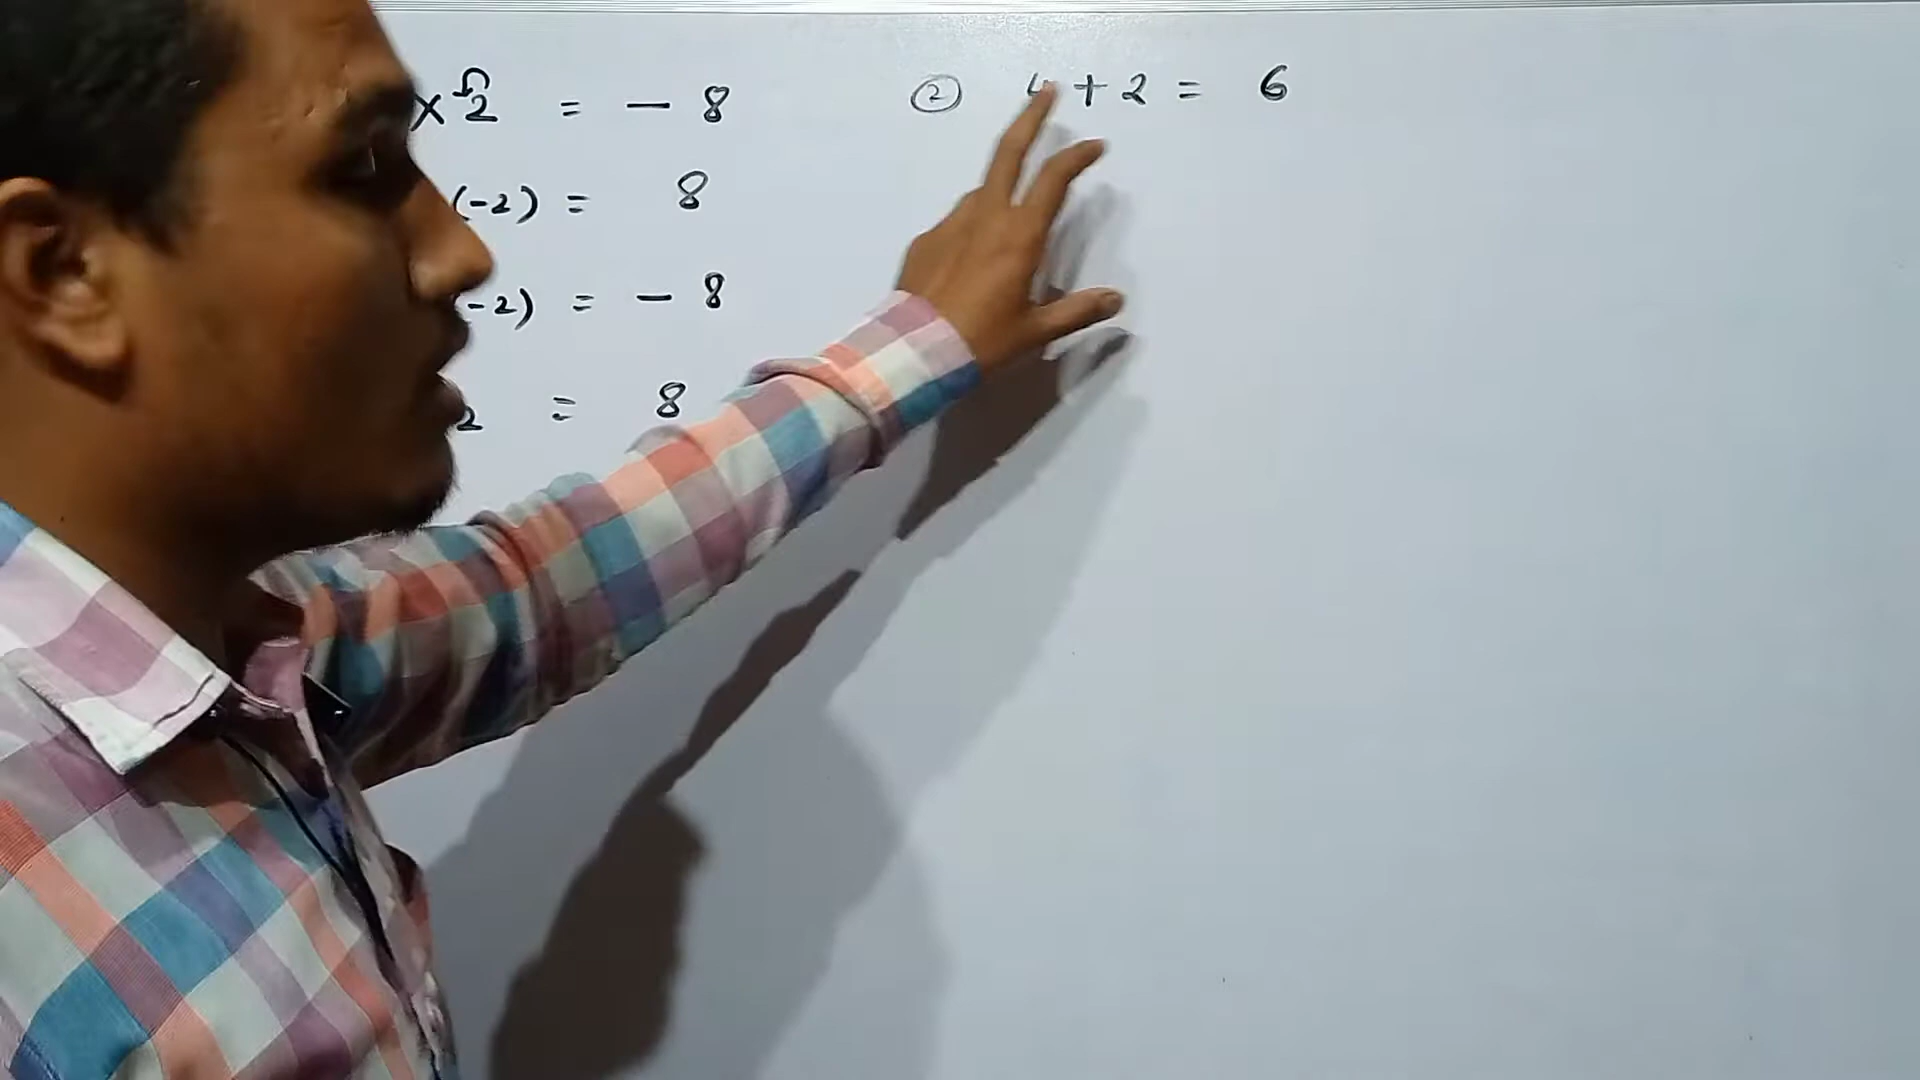 × 2 = - 8
(-2) = 8
-2) = - 8
2 = 8
② 4 + 2 = 6